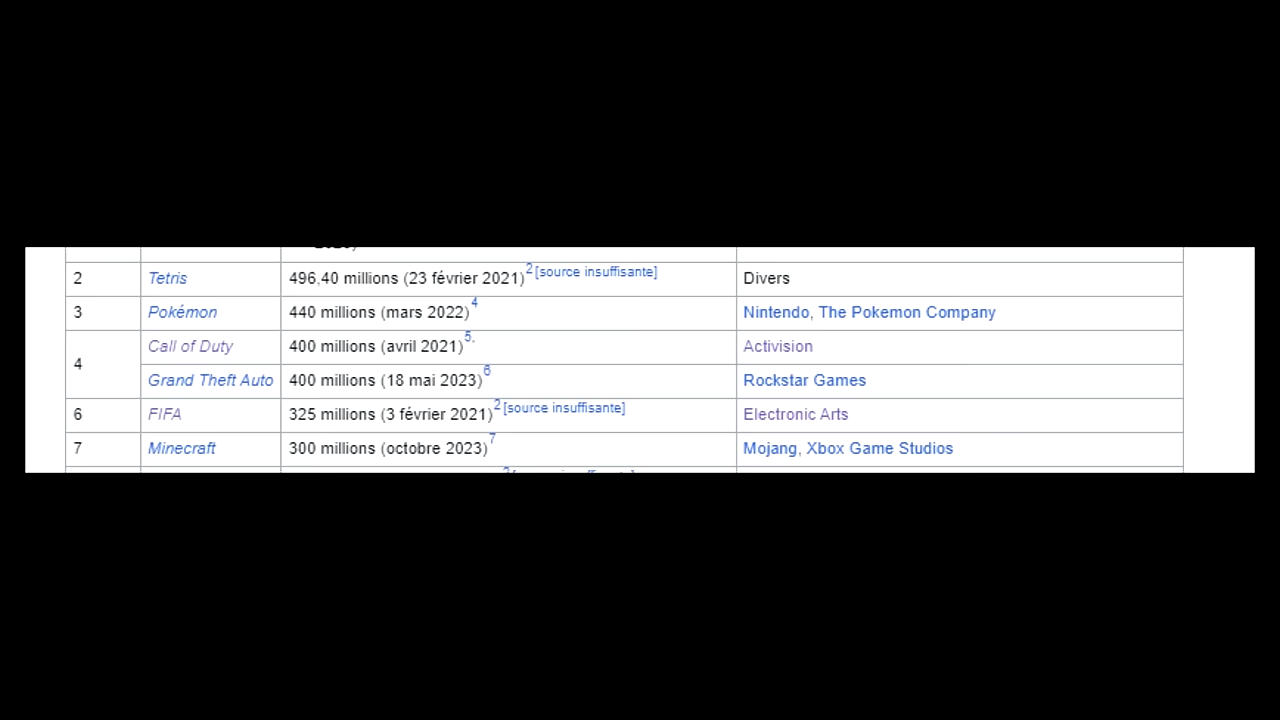 2 Tetris 496,40 millions (23 février 2021)2 [source insuffisante] Divers
3 Pokémon 440 millions (mars 2022)4 Nintendo, The Pokemon Company
4 Call of Duty 400 millions (avril 2021)5, Activision
Grand Theft Auto 400 millions (18 mai 2023)6 Rockstar Games
6 FIFA 325 millions (3 février 2021)2 [source insuffisante] Electronic Arts
7 Minecraft 300 millions (octobre 2023)7 Mojang, Xbox Game Studios